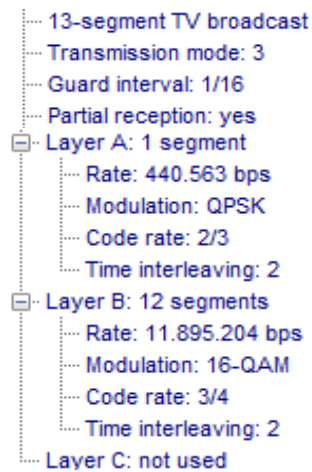 13-segment TV broadcast
Transmission mode: 3
Guard interval: 1/16
Partial reception: yes
Layer A: 1 segment
Rate: 440.563 bps
Modulation: QPSK
Code rate: 2/3
Time interleaving: 2
Layer B: 12 segments
Rate: 11.895.204 bps
Modulation: 16-QAM
Code rate: 3/4
Time interleaving: 2
Layer C: not used